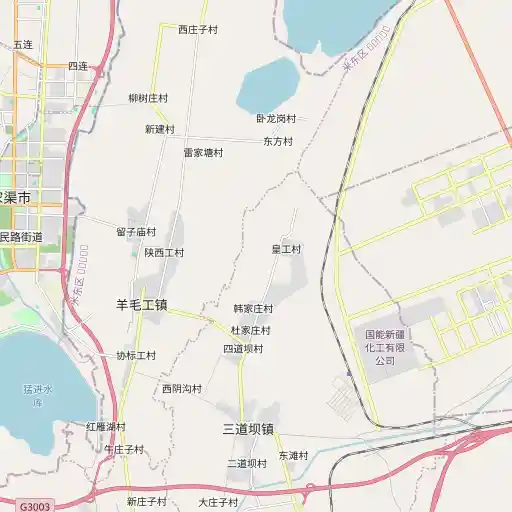 西庄子村
五连
四连
米东区
柳树庄村
卧龙岗村
新建村
东方村
雷家塘村
家渠市
留子庙村
民路街道
陕西工村
皇工村
米东区
羊毛工镇
韩家庄村
杜家庄村
国能新疆
化工有限
公司
四道坝村
协标工村
猛进水
库
西阴沟村
红雁湖村
三道坝镇
牛庄子村
东滩村
二道坝村
G3003
新庄子村
大庄子村